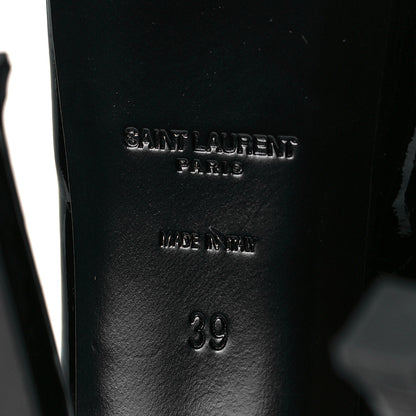 SAINT LAURENT
PARIS
MADE IN ITALY
39